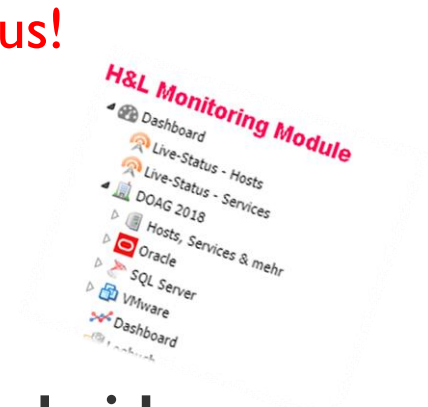 us!
H&L Monitoring Module
Dashboard
Live-Status - Hosts
Live-Status - Services
DOAG 2018
Hosts, Services & mehr
Oracle
SQL Server
VMware
Dashboard